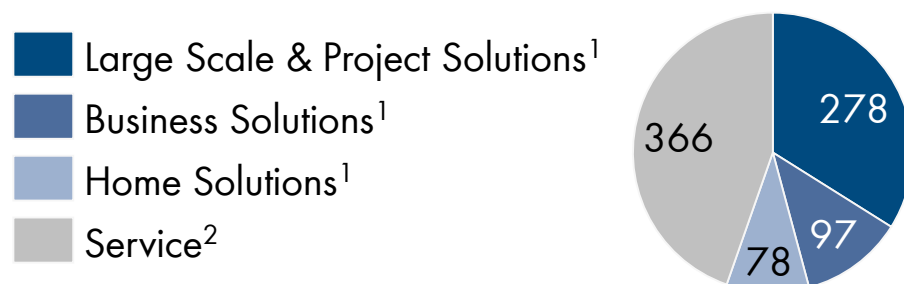 Large Scale & Project Solutions¹
Business Solutions¹
Home Solutions¹
Service²
278
366
97
78